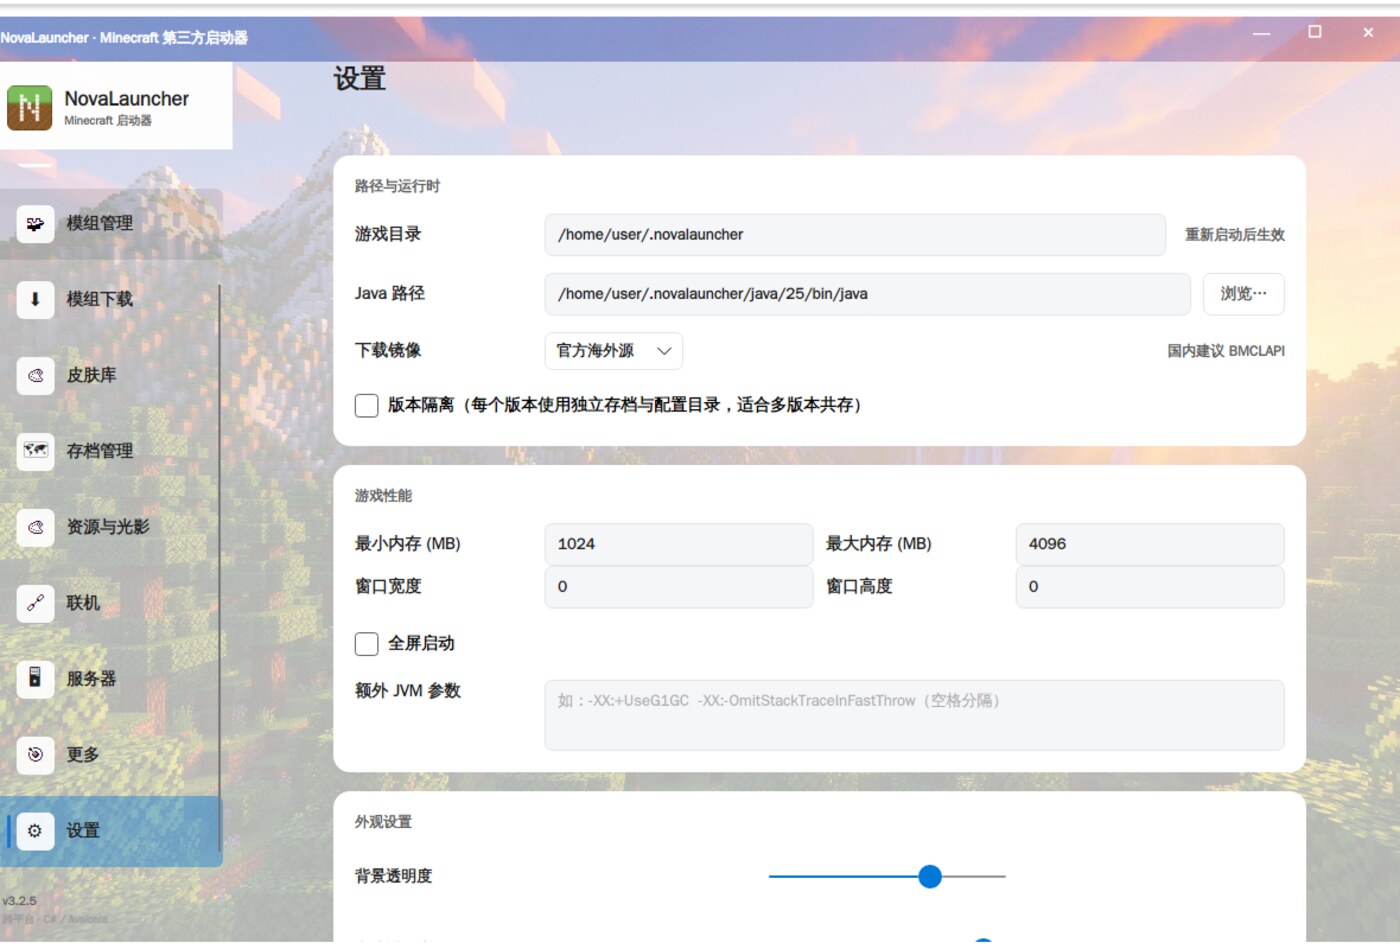 NovaLauncher · Minecraft 第三方启动器
NovaLauncher
Minecraft 启动器
模组管理
模组下载
皮肤库
存档管理
资源与光影
联机
服务器
更多
设置
v3.2.5
跨平台 · C# / Avalonia
设置
路径与运行时
游戏目录 /home/user/.novalauncher 重新启动后生效
Java 路径 /home/user/.novalauncher/java/25/bin/java 浏览…
下载镜像 官方海外源 国内建议 BMCLAPI
版本隔离（每个版本使用独立存档与配置目录，适合多版本共存）
游戏性能
最小内存 (MB) 1024 最大内存 (MB) 4096
窗口宽度 0 窗口高度 0
全屏启动
额外 JVM 参数 如：-XX:+UseG1GC -XX:-OmitStackTraceInFastThrow（空格分隔）
外观设置
背景透明度